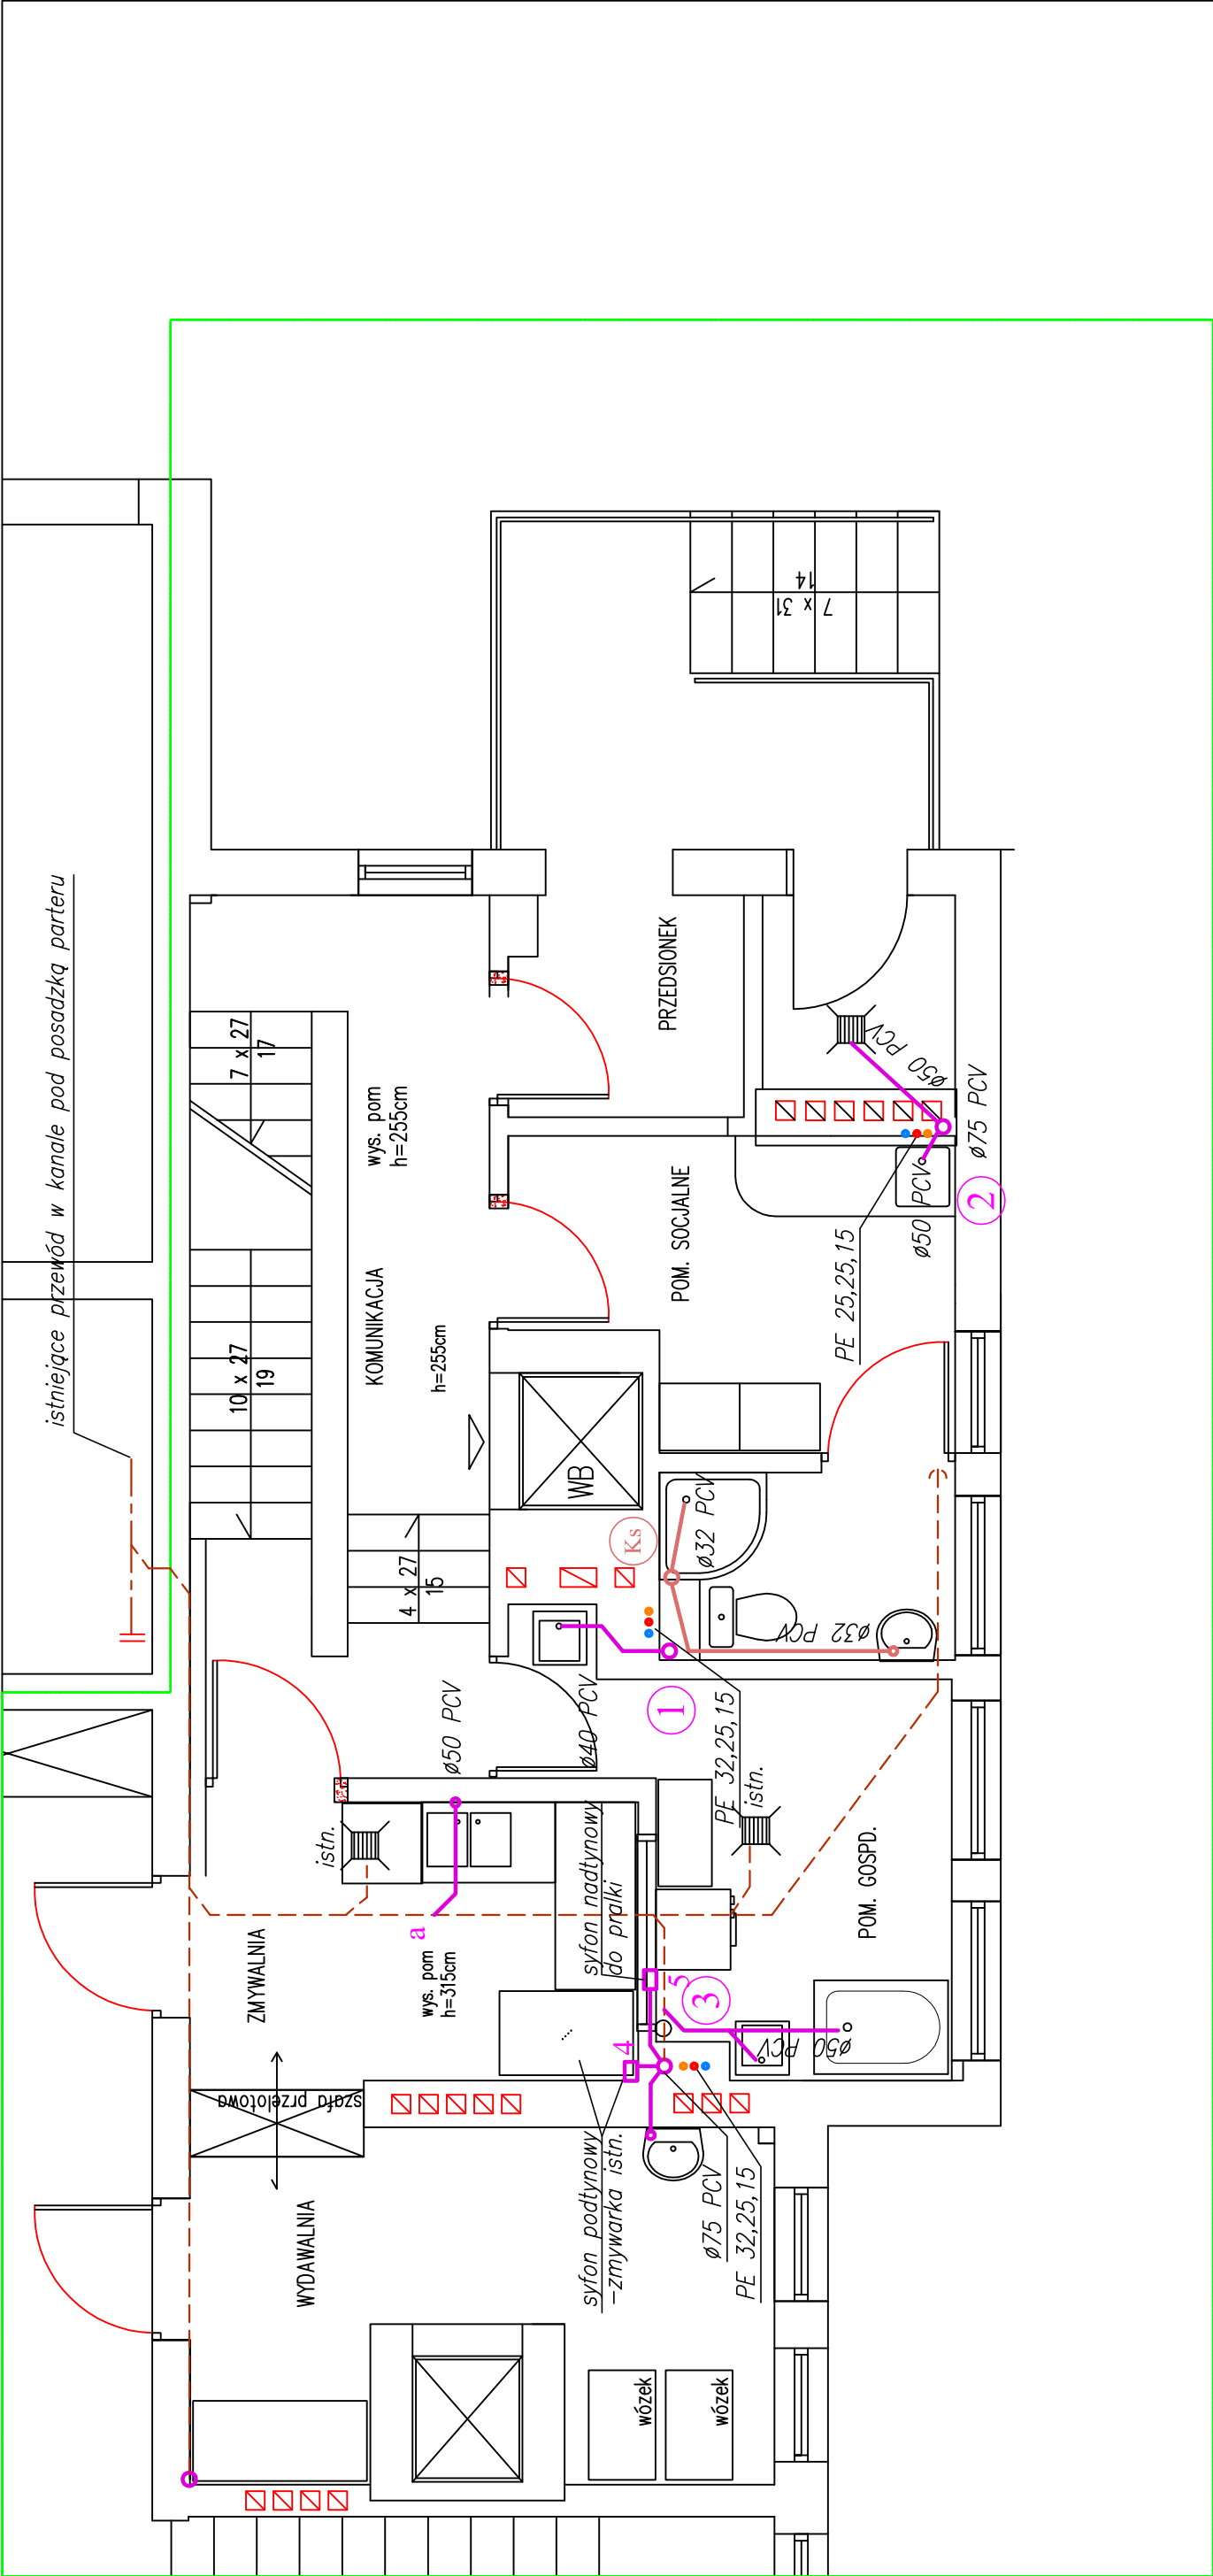 istniejące przewód w kanale pod posadzką parteru
7 x 31
14
7 x 27
17
wys. pom
h=255cm
PRZEDSIONEK
ø50 PCV
ø75 PCV
2
ø50 PCV
PE 25,25,15
POM. SOCJALNE
KOMUNIKACJA
h=255cm
10 x 27
19
WB
Ks
ø32 PCV
ø32 PCV
4 x 27
15
1
PE 32,25,15
istn.
ø50 PCV
ø40 PCV
istn.
a
ZMYWALNIA
wys. pom
h=315cm
syfon nadtynowy
do pralki
5
3
4
POM. GOSPD.
ø50 PCV
szafa przelotowa
WYDAWALNIA
syfon podtynowy
-zmywarka istn.
ø75 PCV
PE 32,25,15
wózek
wózek